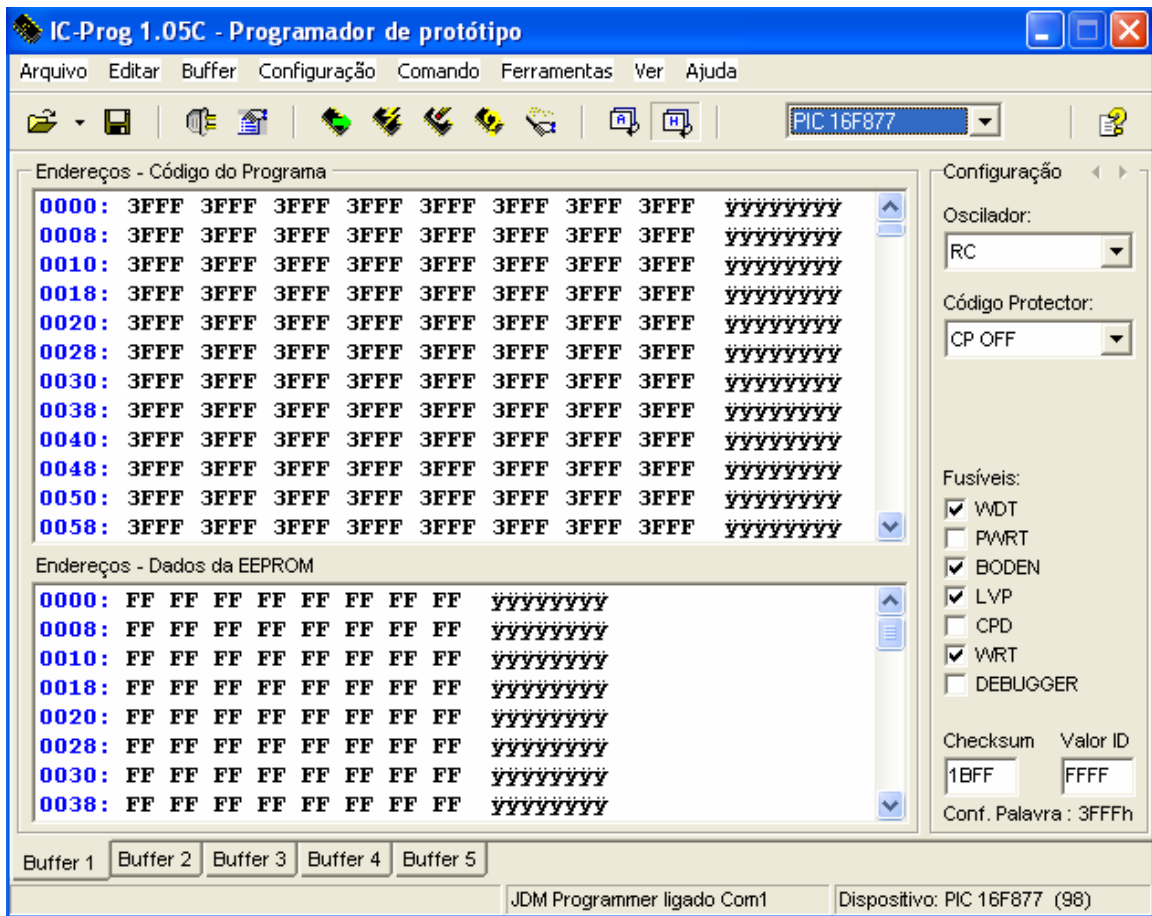 IC-Prog 1.05C - Programador de protótipo
Arquivo Editar Buffer Configuração Comando Ferramentas Ver Ajuda
PIC 16F877
Endereços - Código do Programa
0000: 3FFF 3FFF 3FFF 3FFF 3FFF 3FFF 3FFF 3FFF ÿÿÿÿÿÿÿÿ
0008: 3FFF 3FFF 3FFF 3FFF 3FFF 3FFF 3FFF 3FFF ÿÿÿÿÿÿÿÿ
0010: 3FFF 3FFF 3FFF 3FFF 3FFF 3FFF 3FFF 3FFF ÿÿÿÿÿÿÿÿ
0018: 3FFF 3FFF 3FFF 3FFF 3FFF 3FFF 3FFF 3FFF ÿÿÿÿÿÿÿÿ
0020: 3FFF 3FFF 3FFF 3FFF 3FFF 3FFF 3FFF 3FFF ÿÿÿÿÿÿÿÿ
0028: 3FFF 3FFF 3FFF 3FFF 3FFF 3FFF 3FFF 3FFF ÿÿÿÿÿÿÿÿ
0030: 3FFF 3FFF 3FFF 3FFF 3FFF 3FFF 3FFF 3FFF ÿÿÿÿÿÿÿÿ
0038: 3FFF 3FFF 3FFF 3FFF 3FFF 3FFF 3FFF 3FFF ÿÿÿÿÿÿÿÿ
0040: 3FFF 3FFF 3FFF 3FFF 3FFF 3FFF 3FFF 3FFF ÿÿÿÿÿÿÿÿ
0048: 3FFF 3FFF 3FFF 3FFF 3FFF 3FFF 3FFF 3FFF ÿÿÿÿÿÿÿÿ
0050: 3FFF 3FFF 3FFF 3FFF 3FFF 3FFF 3FFF 3FFF ÿÿÿÿÿÿÿÿ
0058: 3FFF 3FFF 3FFF 3FFF 3FFF 3FFF 3FFF 3FFF ÿÿÿÿÿÿÿÿ
Endereços - Dados da EEPROM
0000: FF FF FF FF FF FF FF FF ÿÿÿÿÿÿÿÿ
0008: FF FF FF FF FF FF FF FF ÿÿÿÿÿÿÿÿ
0010: FF FF FF FF FF FF FF FF ÿÿÿÿÿÿÿÿ
0018: FF FF FF FF FF FF FF FF ÿÿÿÿÿÿÿÿ
0020: FF FF FF FF FF FF FF FF ÿÿÿÿÿÿÿÿ
0028: FF FF FF FF FF FF FF FF ÿÿÿÿÿÿÿÿ
0030: FF FF FF FF FF FF FF FF ÿÿÿÿÿÿÿÿ
0038: FF FF FF FF FF FF FF FF ÿÿÿÿÿÿÿÿ
Configuração
Oscilador:
RC
Código Protector:
CP OFF
Fusíveis:
WDT
PWRT
BODEN
LVP
CPD
WRT
DEBUGGER
Checksum Valor ID
1BFF FFFF
Conf. Palavra : 3FFFh
Buffer 1 Buffer 2 Buffer 3 Buffer 4 Buffer 5
JDM Programmer ligado Com1 Dispositivo: PIC 16F877 (98)